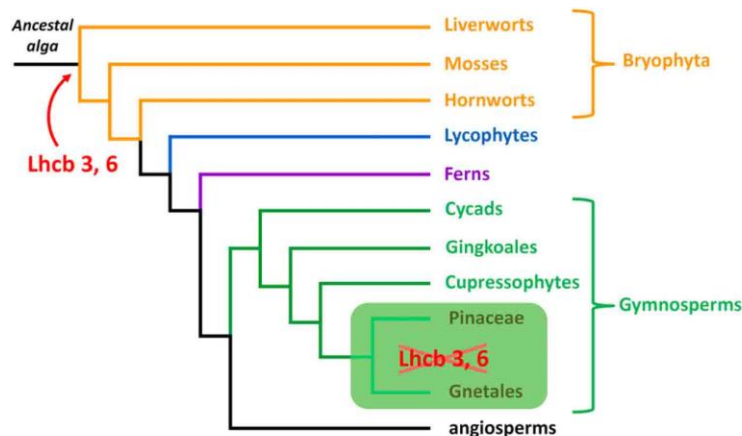 Ancestal
alga
Lhcb 3, 6
Liverworts
Mosses
Hornworts
Bryophyta
Lycophytes
Ferns
Cycads
Gingkoales
Cupressophytes
Pinaceae
Lhcb 3, 6
Gnetales
Gymnosperms
angiosperms